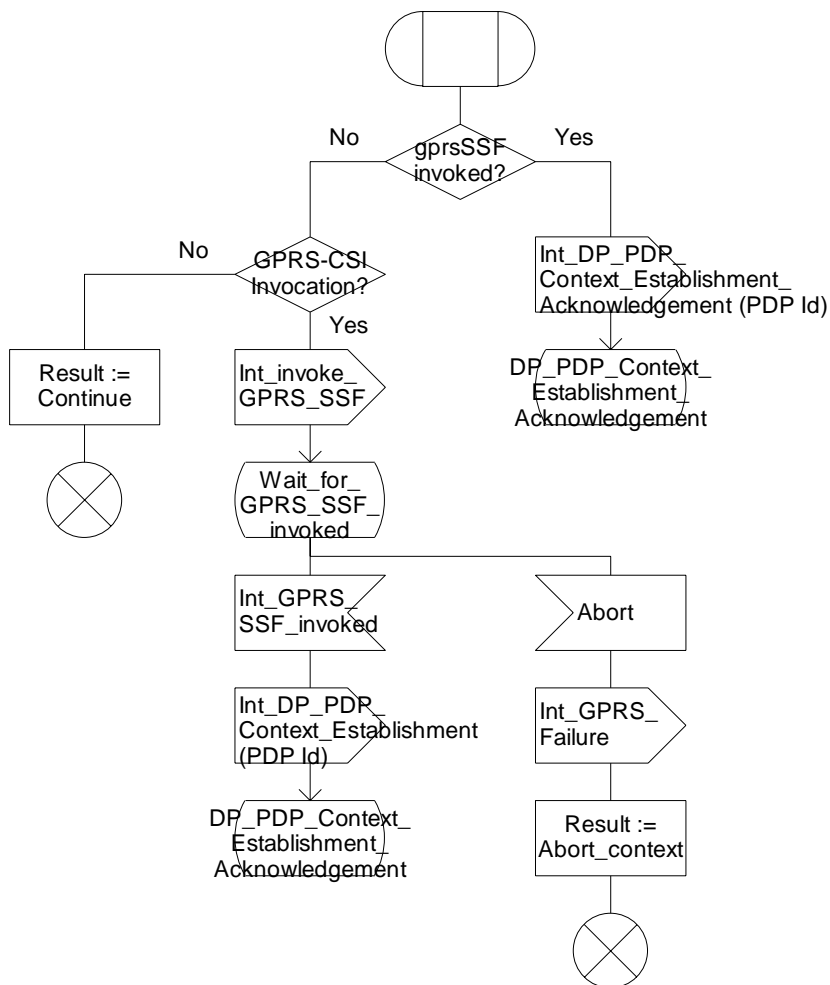 No
gprsSSF
invoked?
Yes
No
GPRS-CSI
Invocation?
Yes
Int_DP_PDP_
Context_Establishment_
Acknowledgement (PDP Id)
Result :=
Continue
Int_invoke_
GPRS_SSF
DP_PDP_Context_
Establishment_
Acknowledgement
Wait_for_
GPRS_SSF_
invoked
Int_GPRS_
SSF_invoked
Abort
Int_DP_PDP_
Context_Establishment
(PDP Id)
Int_GPRS_
Failure
DP_PDP_Context_
Establishment_
Acknowledgement
Result :=
Abort_context